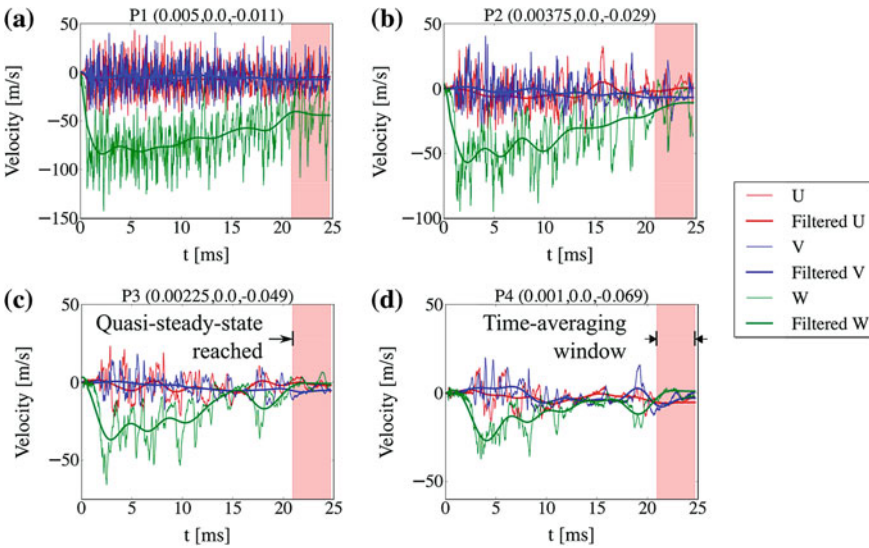 (a) P1 (0.005,0.0,-0.011)
50
0
−50
−100
−150
Velocity [m/s]
0 5 10 15 20 25
t [ms]
(b) P2 (0.00375,0.0,-0.029)
50
0
−50
−100
Velocity [m/s]
0 5 10 15 20 25
t [ms]
(c) P3 (0.00225,0.0,-0.049)
50
0
−50
Velocity [m/s]
Quasi-steady-state
reached
0 5 10 15 20 25
t [ms]
(d) P4 (0.001,0.0,-0.069)
50
0
−50
Velocity [m/s]
Time-averaging
window
0 5 10 15 20 25
t [ms]
U
Filtered U
V
Filtered V
W
Filtered W